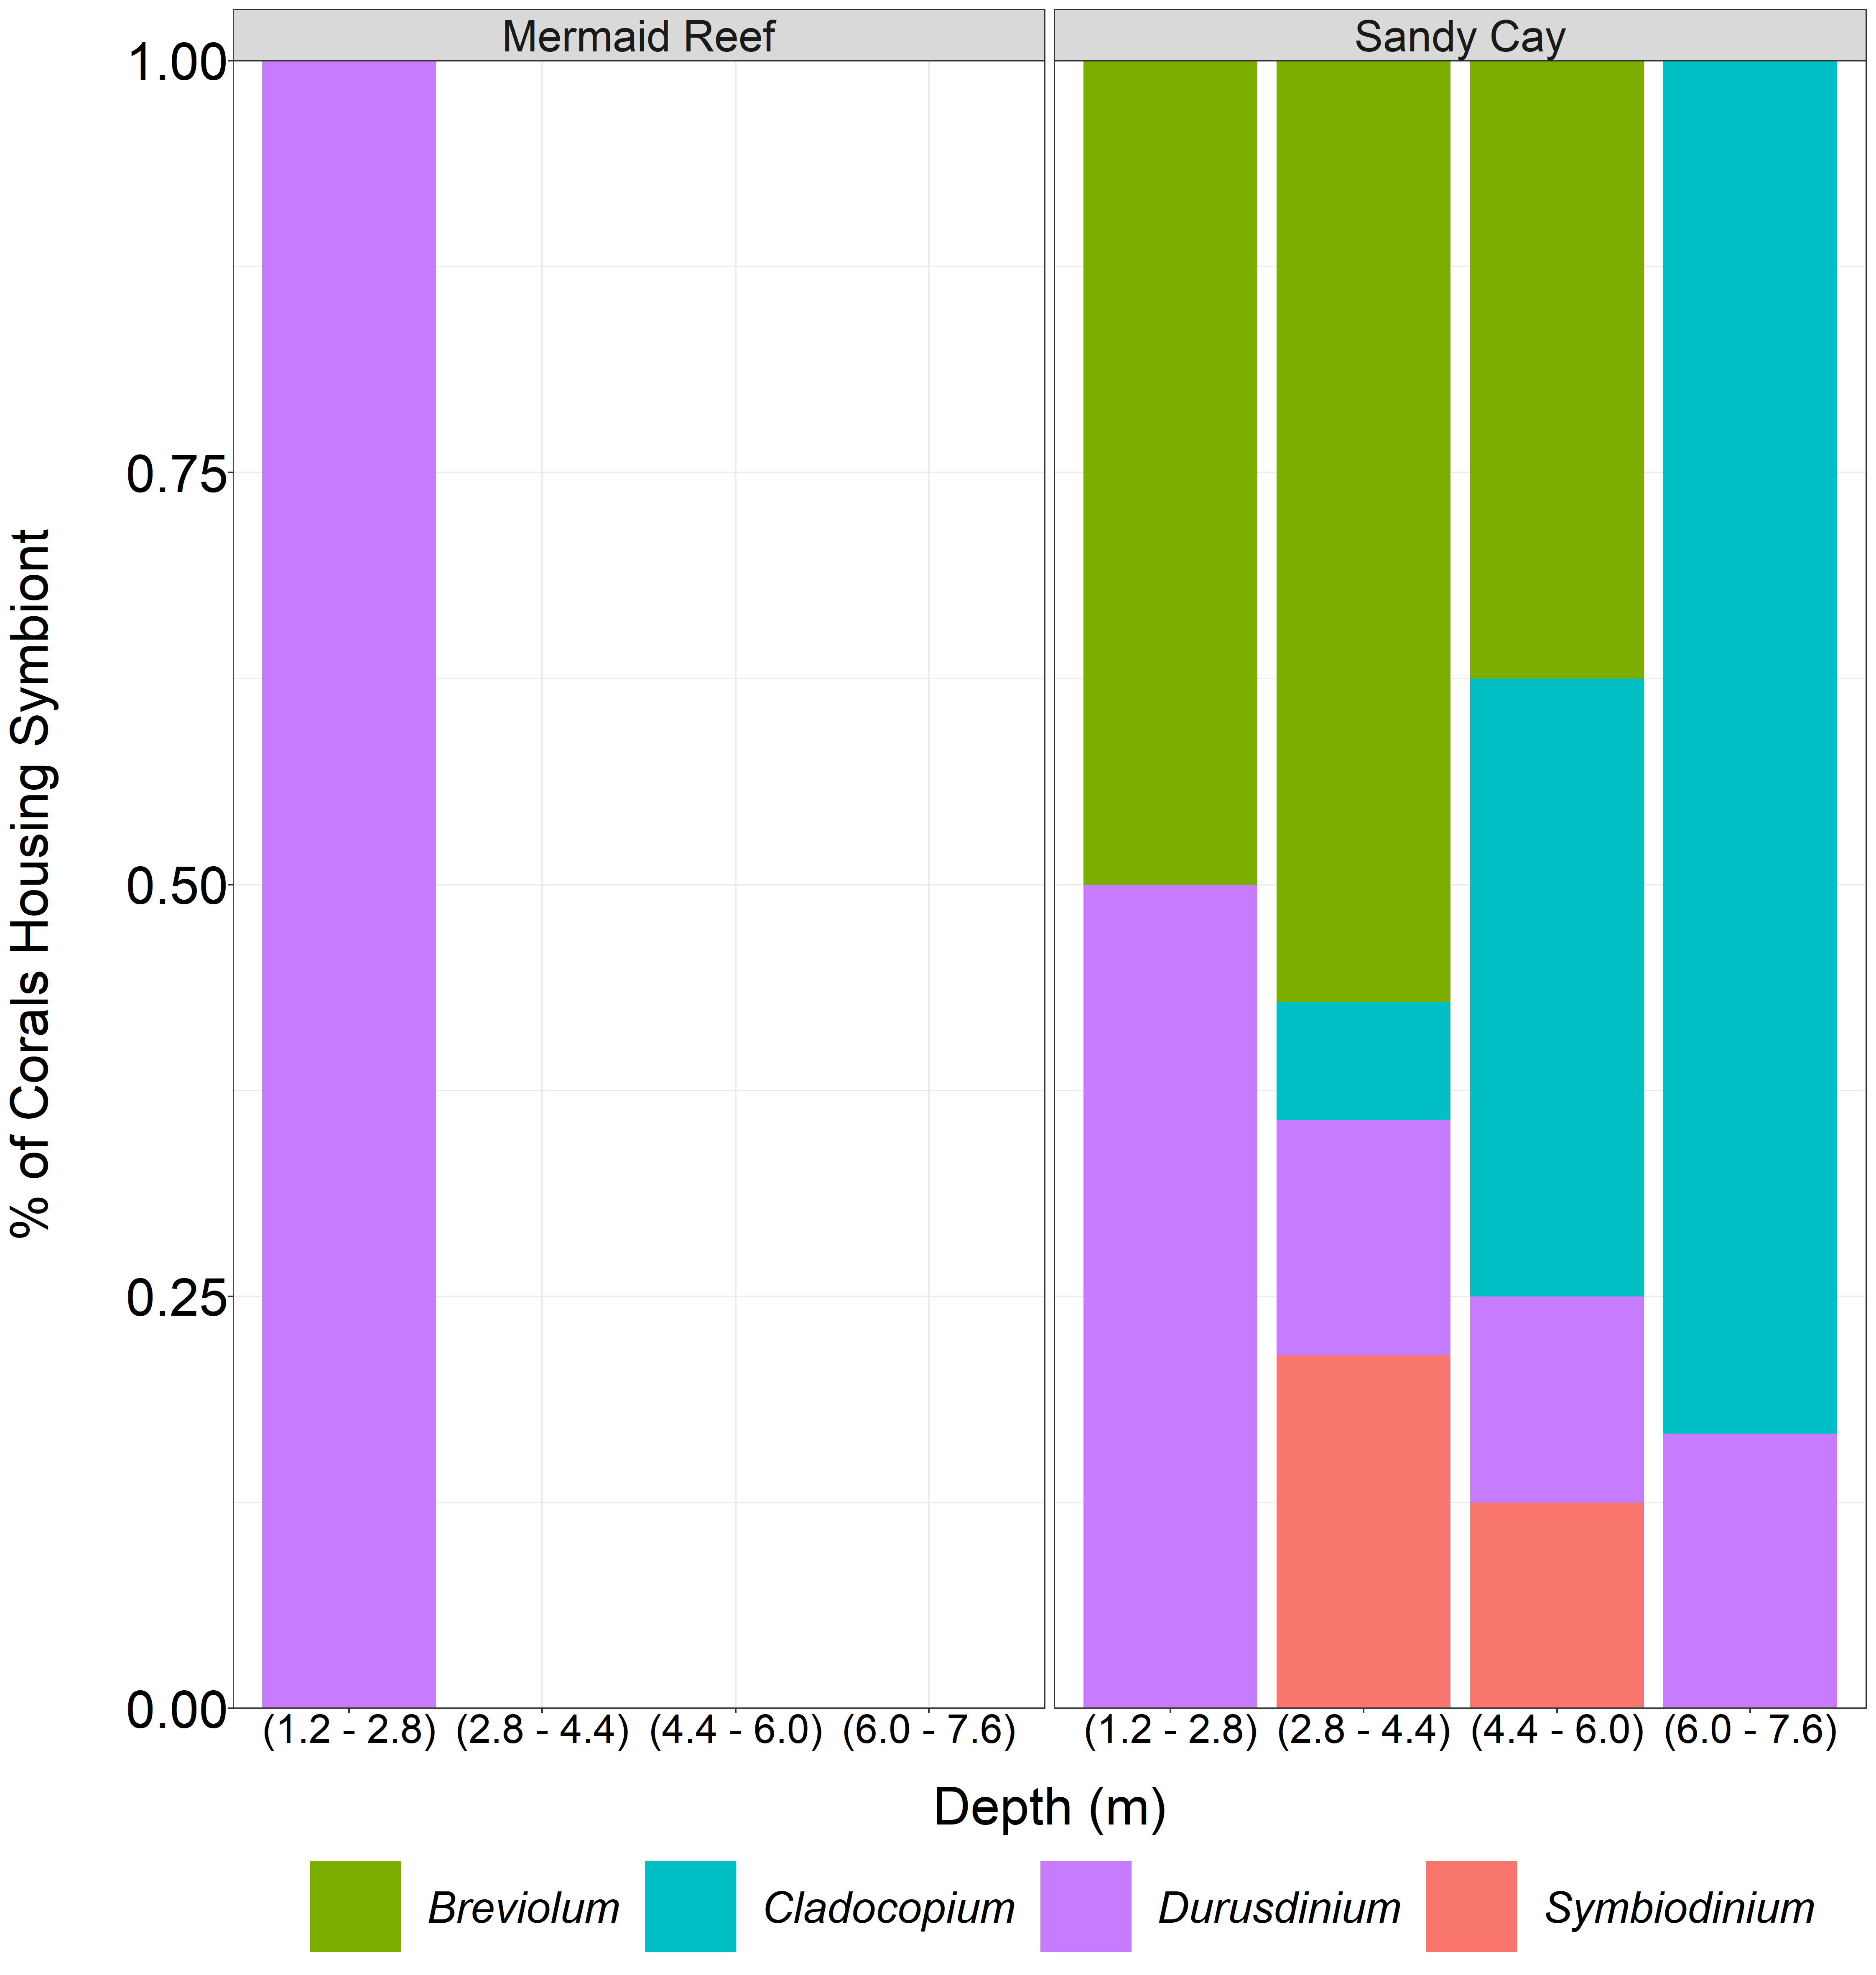 Mermaid Reef
Sandy Cay
% of Corals Housing Symbiont
1.00
0.75
0.50
0.25
0.00
(1.2 - 2.8) (2.8 - 4.4) (4.4 - 6.0) (6.0 - 7.6)
(1.2 - 2.8) (2.8 - 4.4) (4.4 - 6.0) (6.0 - 7.6)
Depth (m)
Breviolum Cladocopium Durusdinium Symbiodinium